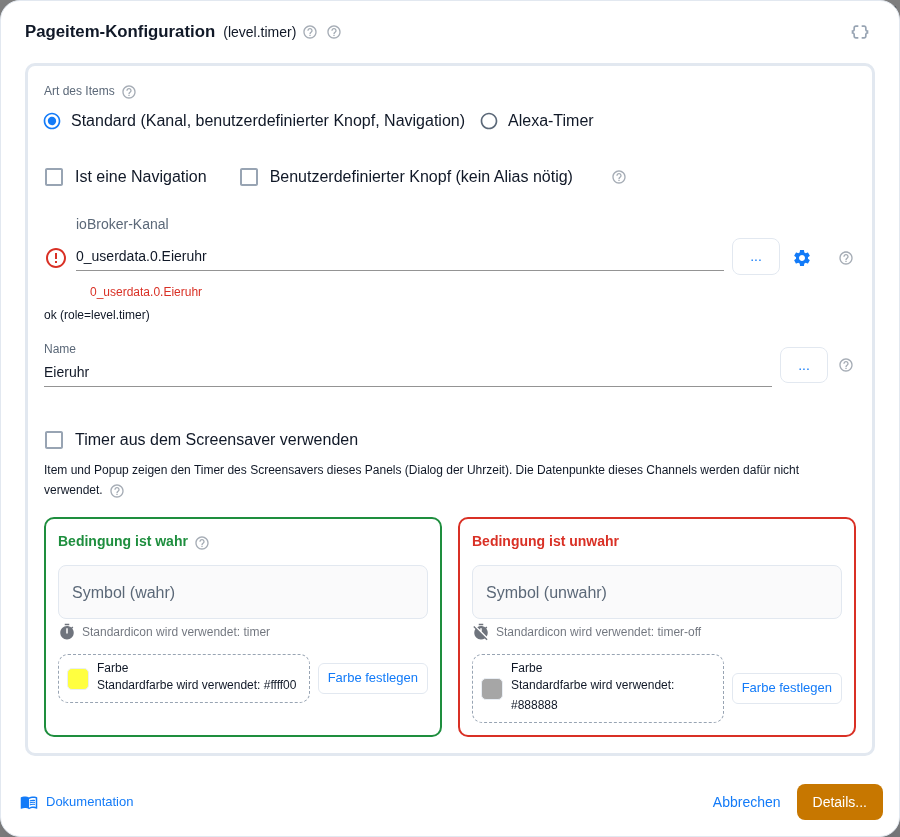 Pageitem-Konfiguration (level.timer)
Art des Items
Standard (Kanal, benutzerdefinierter Knopf, Navigation) Alexa-Timer
Ist eine Navigation Benutzerdefinierter Knopf (kein Alias nötig)
ioBroker-Kanal
0_userdata.0.Eieruhr ...
0_userdata.0.Eieruhr
ok (role=level.timer)
Name
Eieruhr ...
Timer aus dem Screensaver verwenden
Item und Popup zeigen den Timer des Screensavers dieses Panels (Dialog der Uhrzeit). Die Datenpunkte dieses Channels werden dafür nicht
verwendet.
Bedingung ist wahr
Symbol (wahr)
Standardicon wird verwendet: timer
Farbe
Standardfarbe wird verwendet: #ffff00
Farbe festlegen
Bedingung ist unwahr
Symbol (unwahr)
Standardicon wird verwendet: timer-off
Farbe
Standardfarbe wird verwendet:
#888888
Farbe festlegen
Dokumentation Abbrechen Details...